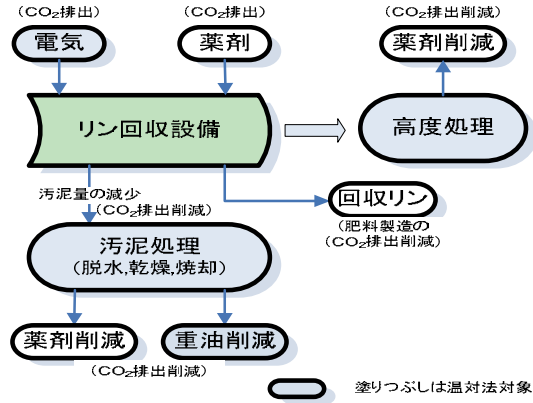 (CO₂排出) (CO₂排出) (CO₂排出削減)
電気 薬剤 薬剤削減
リン回収設備 高度処理
汚泥量の減少
(CO₂排出削減)
回収リン
(肥料製造の
CO₂排出削減)
汚泥処理
(脱水,乾燥,焼却)
薬剤削減 重油削減
(CO₂排出削減)
塗りつぶしは温対法対象